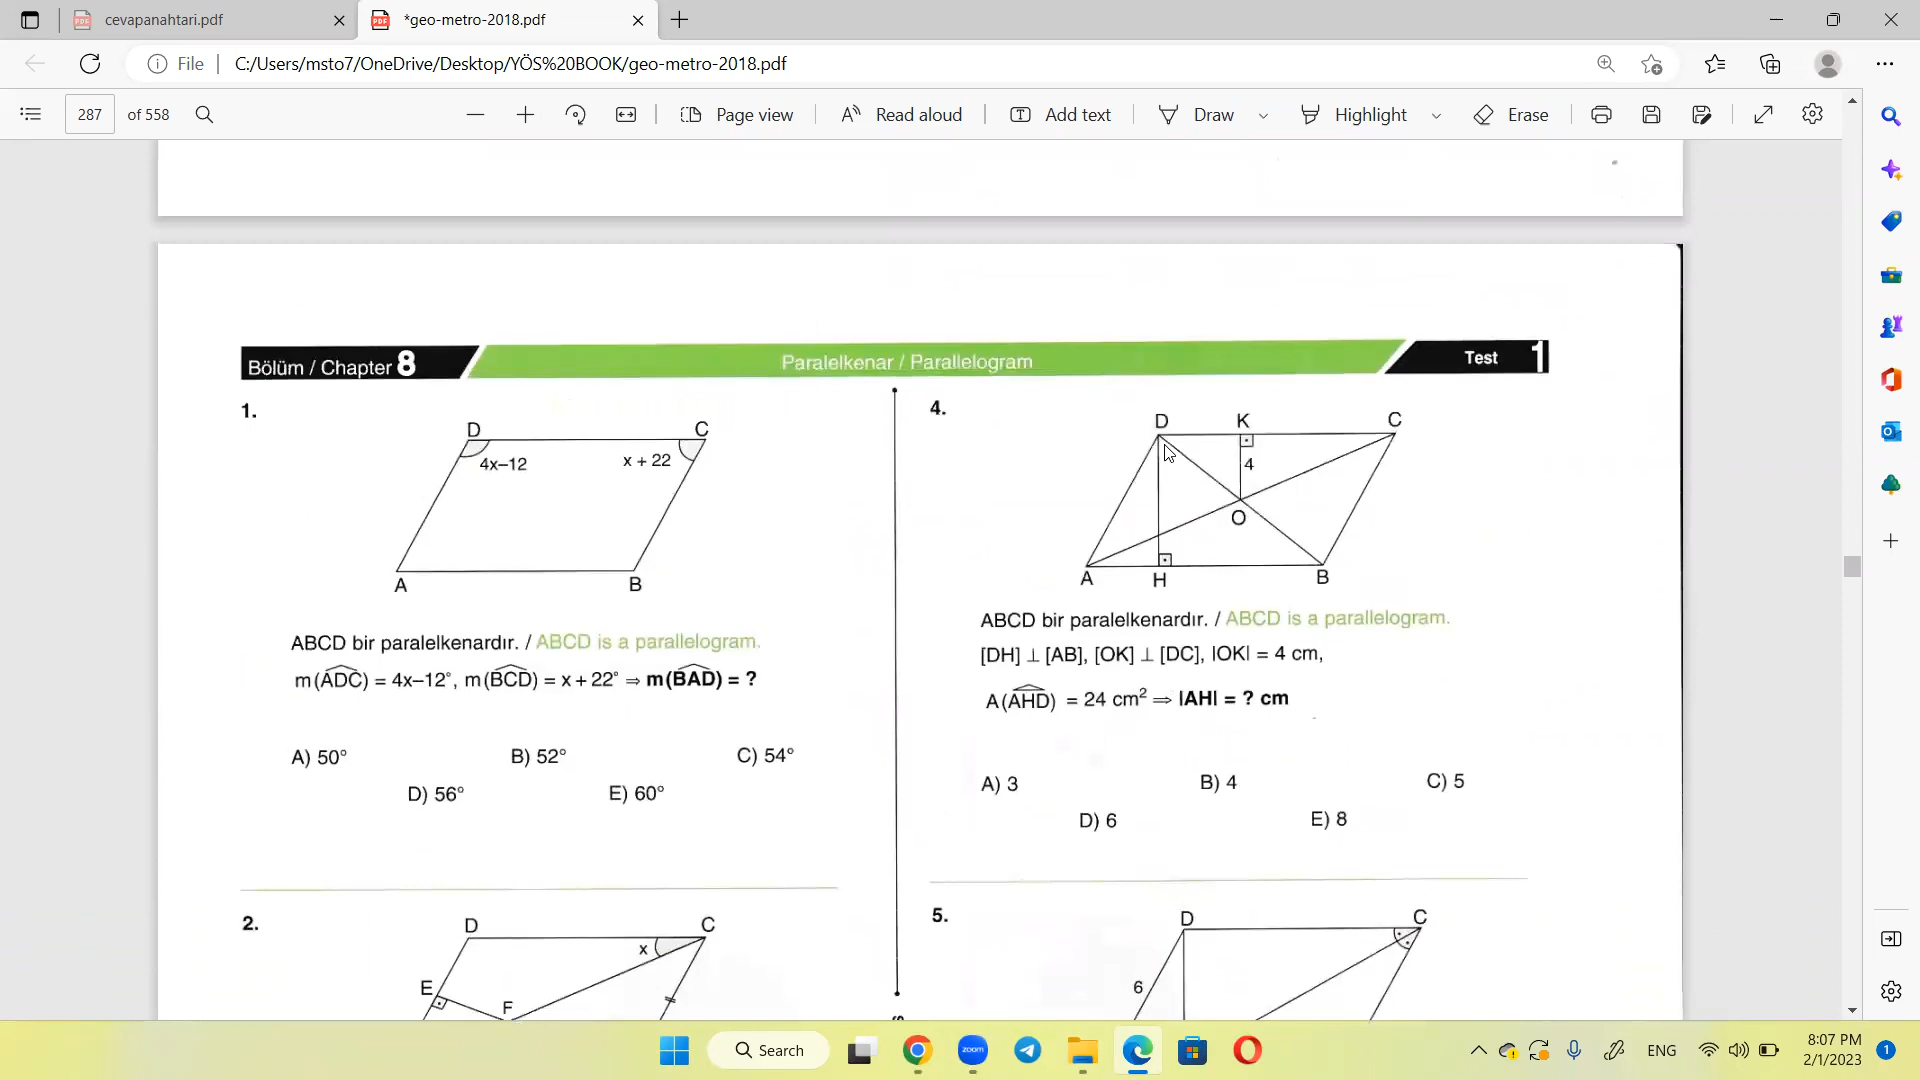 cevapanahtari.pdf
*geo-metro-2018.pdf
File
C:/Users/msto7/OneDrive/Desktop/YÖS%20BOOK/geo-metro-2018.pdf
287 of 558
Page view
Read aloud
Add text
Draw
Highlight
Erase
Bölüm / Chapter 8
Paralelkenar / Parallelogram
Test 1
1.
D C
4x–12 x + 22
A B
ABCD bir paralelkenardır. / ABCD is a parallelogram.
m(ADC) = 4x–12°, m(BCD) = x + 22° ⇒ m(BAD) = ?
A) 50° B) 52° C) 54°
D) 56° E) 60°
2.
D C
x
E
F
4.
D K C
4
O
A H B
ABCD bir paralelkenardır. / ABCD is a parallelogram.
[DH] ⊥ [AB], [OK] ⊥ [DC], |OK| = 4 cm,
A(AHD) = 24 cm² ⇒ |AH| = ? cm
A) 3 B) 4 C) 5
D) 6 E) 8
5.
D C
6
Search
zoom
ENG
8:07 PM
2/1/2023
1